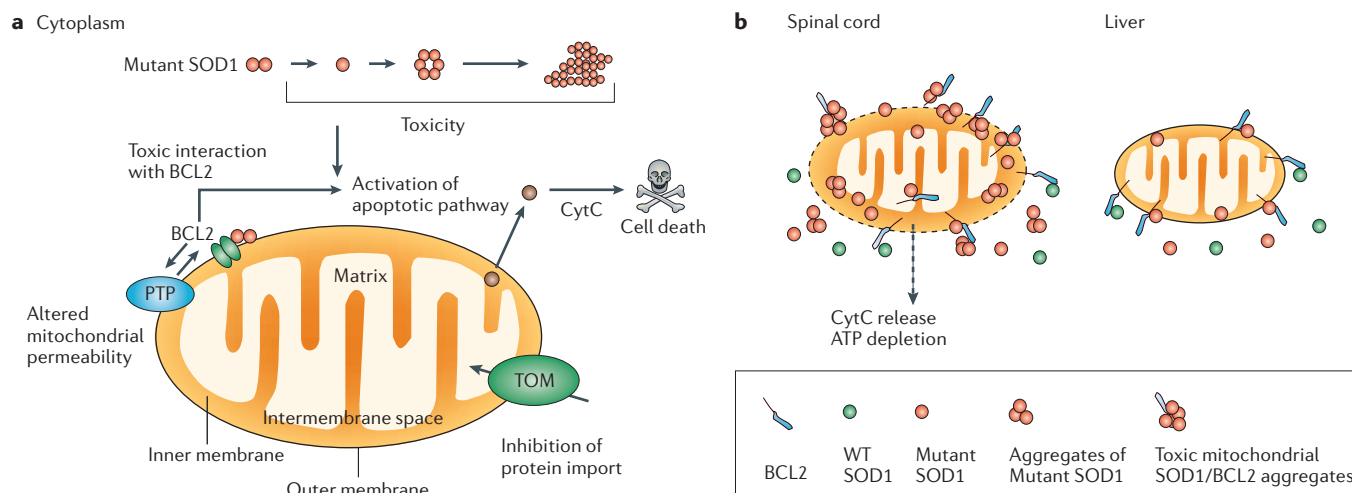 a Cytoplasm
Mutant SOD1
Toxicity
Toxic interaction
with BCL2
Activation of
apoptotic pathway
CytC
Cell death
BCL2
PTP
Matrix
Altered
mitochondrial
permeability
TOM
Intermembrane space
Inner membrane
Inhibition of
protein import
Outer membrane
b Spinal cord
Liver
CytC release
ATP depletion
BCL2
WT
SOD1
Mutant
SOD1
Aggregates of
Mutant SOD1
Toxic mitochondrial
SOD1/BCL2 aggregates